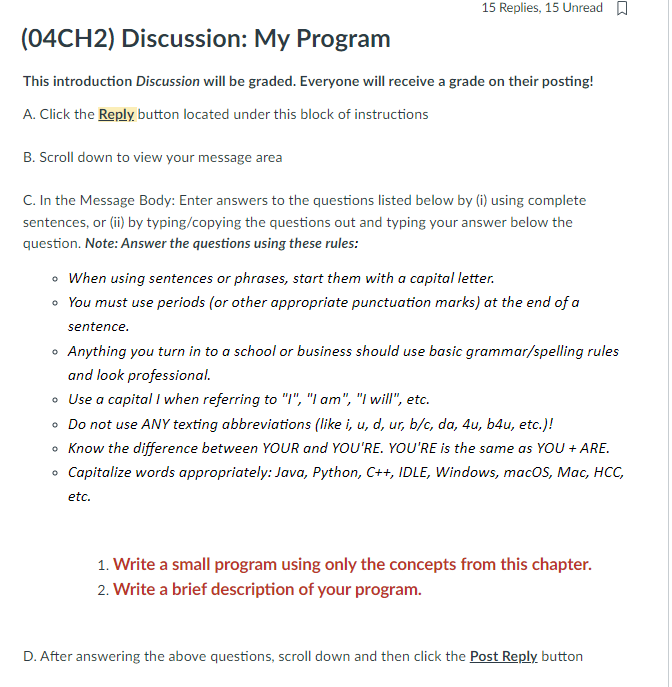 15 Replies, 15 Unread
(04CH2) Discussion: My Program
This introduction Discussion will be graded. Everyone will receive a grade on their posting!
A. Click the Reply button located under this block of instructions
B. Scroll down to view your message area
C. In the Message Body: Enter answers to the questions listed below by (i) using complete
sentences, or (ii) by typing/copying the questions out and typing your answer below the
question. Note: Answer the questions using these rules:
When using sentences or phrases, start them with a capital letter.
You must use periods (or other appropriate punctuation marks) at the end of a
sentence.
Anything you turn in to a school or business should use basic grammar/spelling rules
and look professional.
Use a capital I when referring to "I", "I am", "I will", etc.
Do not use ANY texting abbreviations (like i, u, d, ur, b/c, da, 4u, b4u, etc.)!
Know the difference between YOUR and YOU'RE. YOU'RE is the same as YOU + ARE.
Capitalize words appropriately: Java, Python, C++, IDLE, Windows, macOS, Mac, HCC,
etc.
1. Write a small program using only the concepts from this chapter.
2. Write a brief description of your program.
D. After answering the above questions, scroll down and then click the Post Reply button